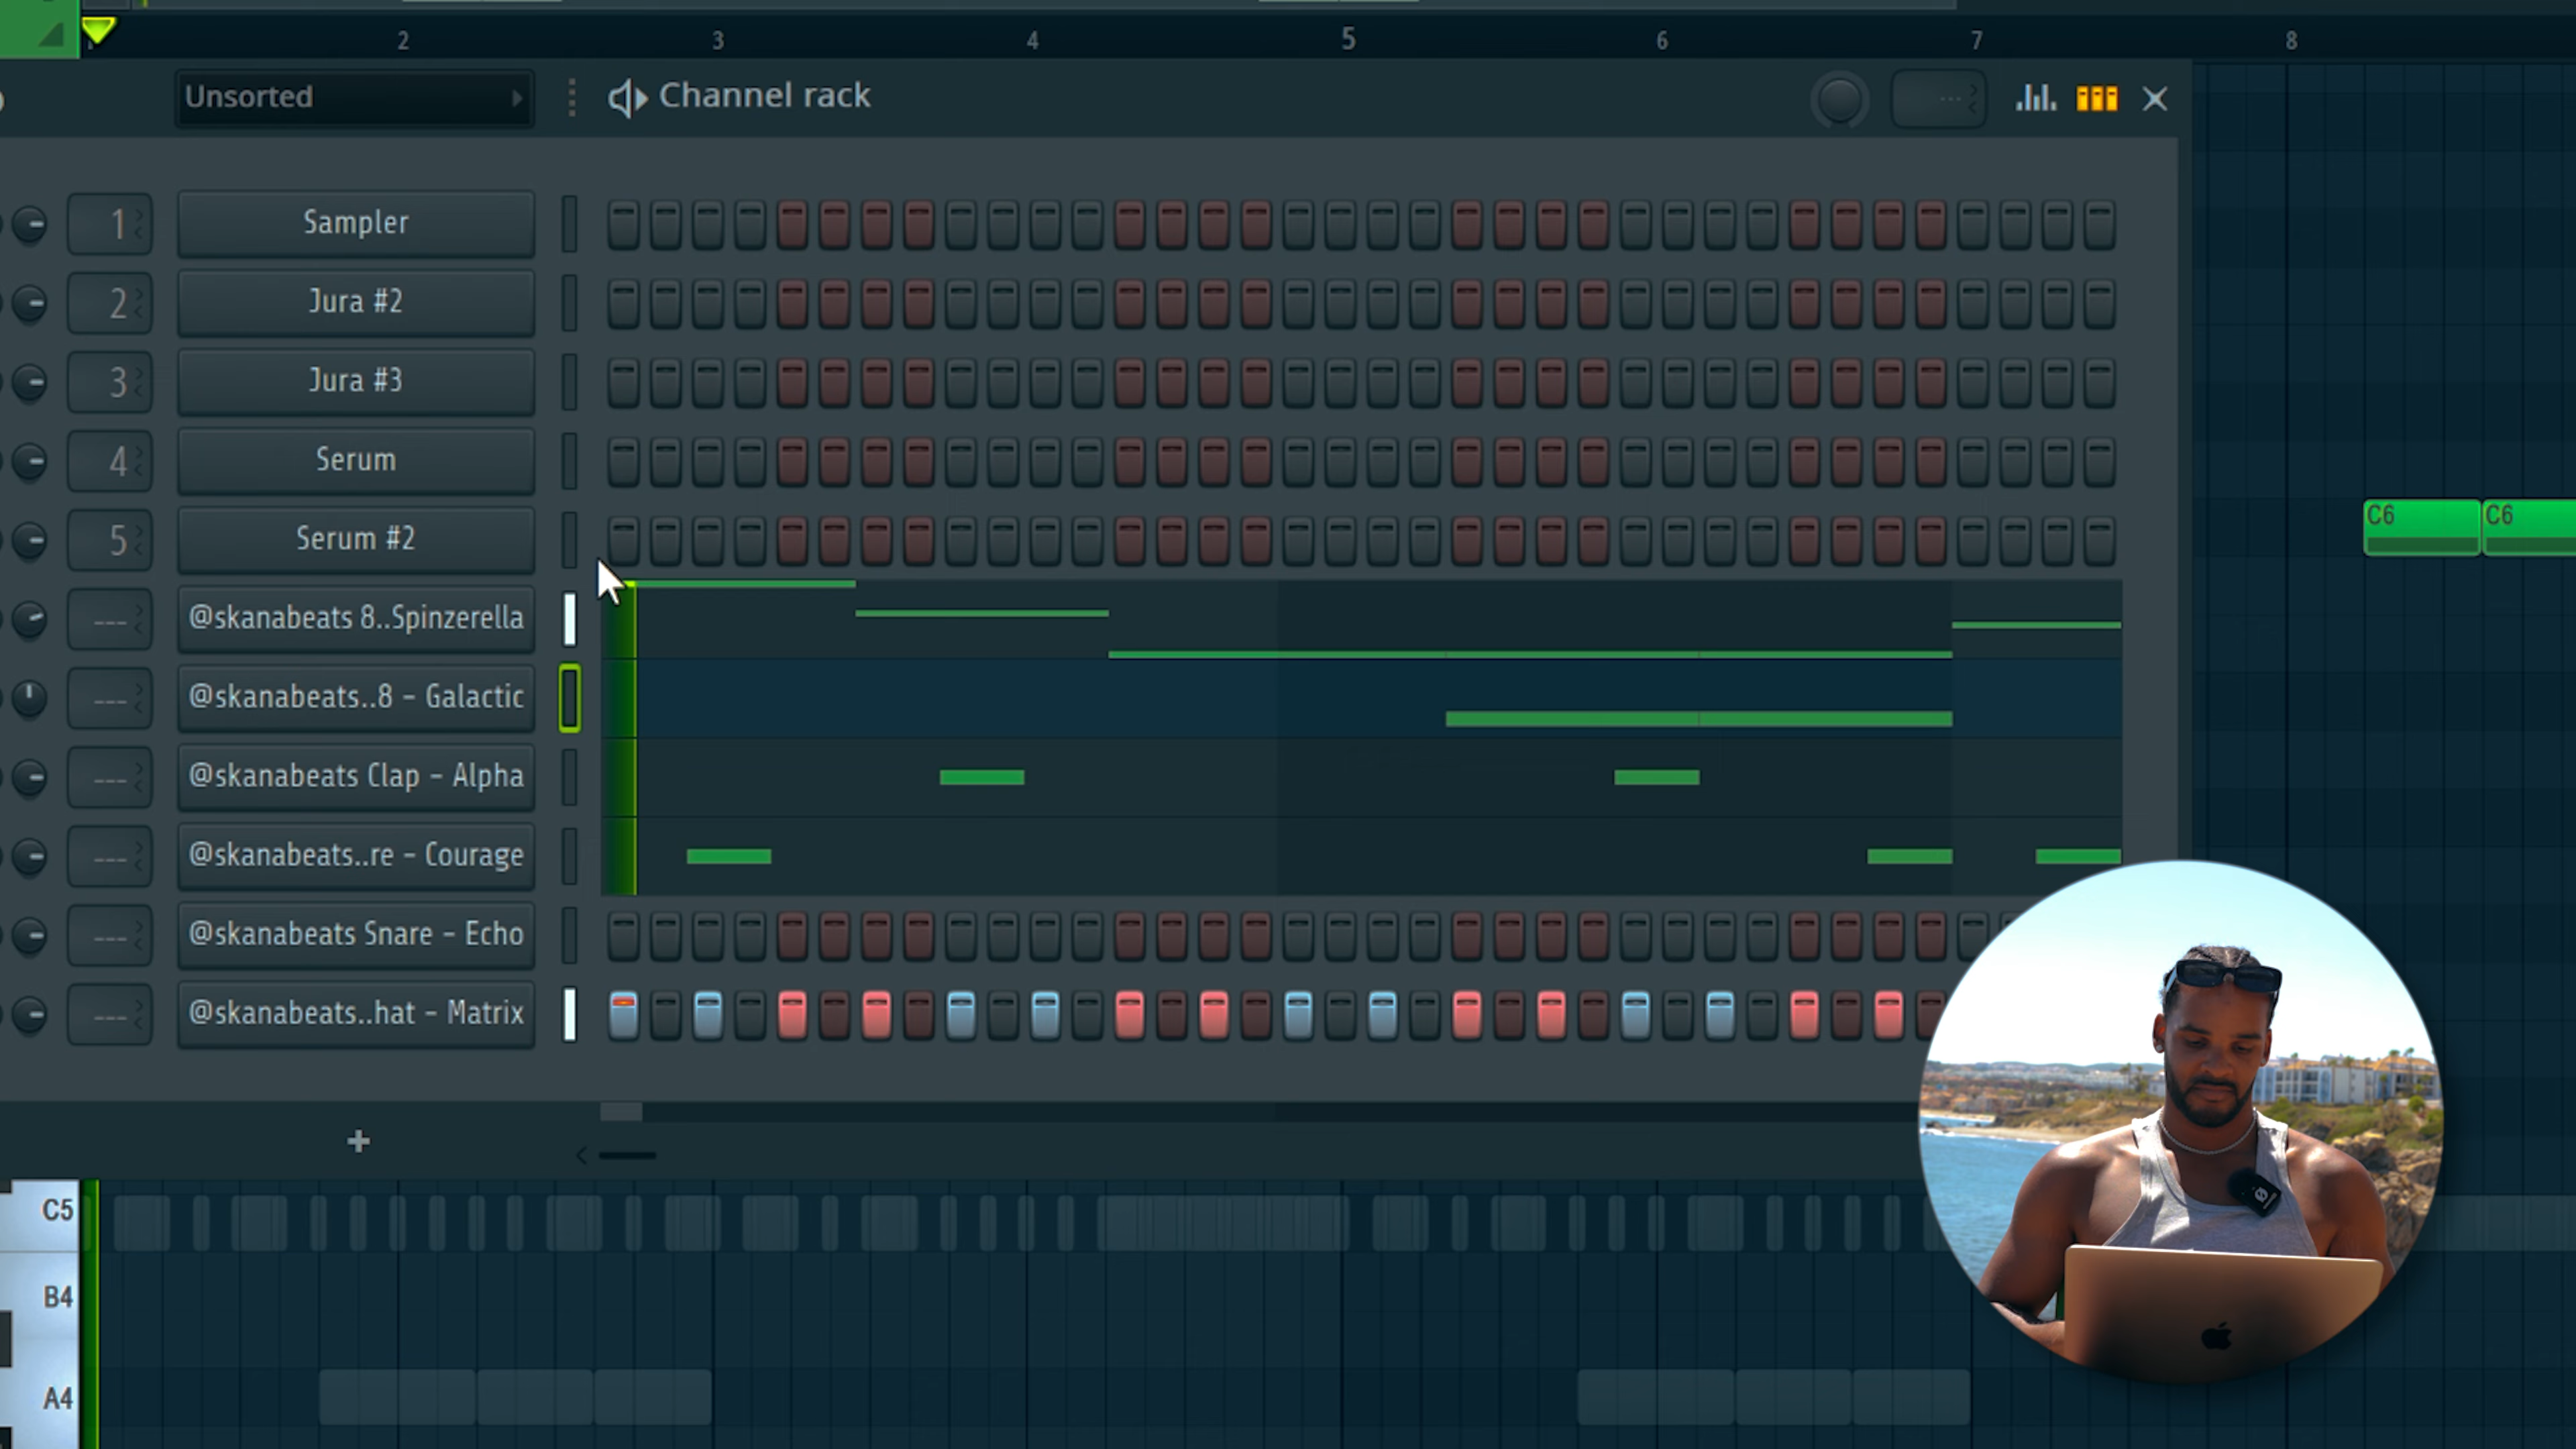 2 3 4 5 6 7 8
Unsorted
Channel rack
---
1 Sampler
2 Jura #2
3 Jura #3
4 Serum
5 Serum #2
C6 C6
--- @skanabeats 8..Spinzerella
--- @skanabeats..8 – Galactic
--- @skanabeats Clap – Alpha
--- @skanabeats..re – Courage
--- @skanabeats Snare – Echo
--- @skanabeats..hat – Matrix
+
C5
B4
A4